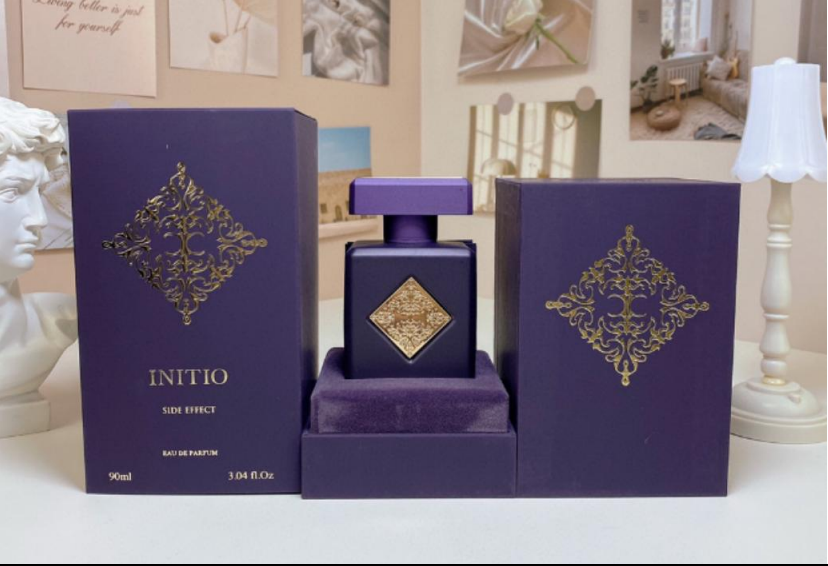 Living better is just
for yourself
INITIO
SIDE EFFECT
EAU DE PARFUM
90ml
3.04 fl.Oz